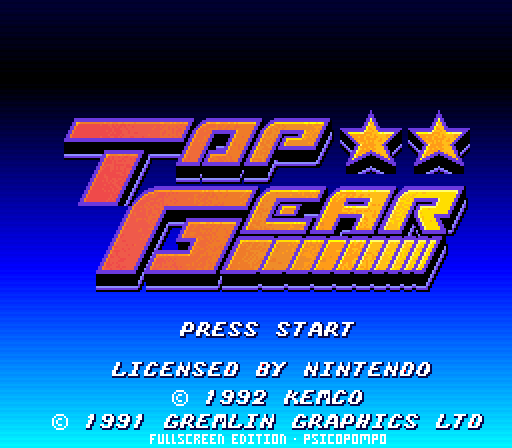 TOP
GEAR
PRESS START
LICENSED BY NINTENDO
© 1992 KEMCO
© 1991 GREMLIN GRAPHICS LTD
FULLSCREEN EDITION · PSICOPOMPO